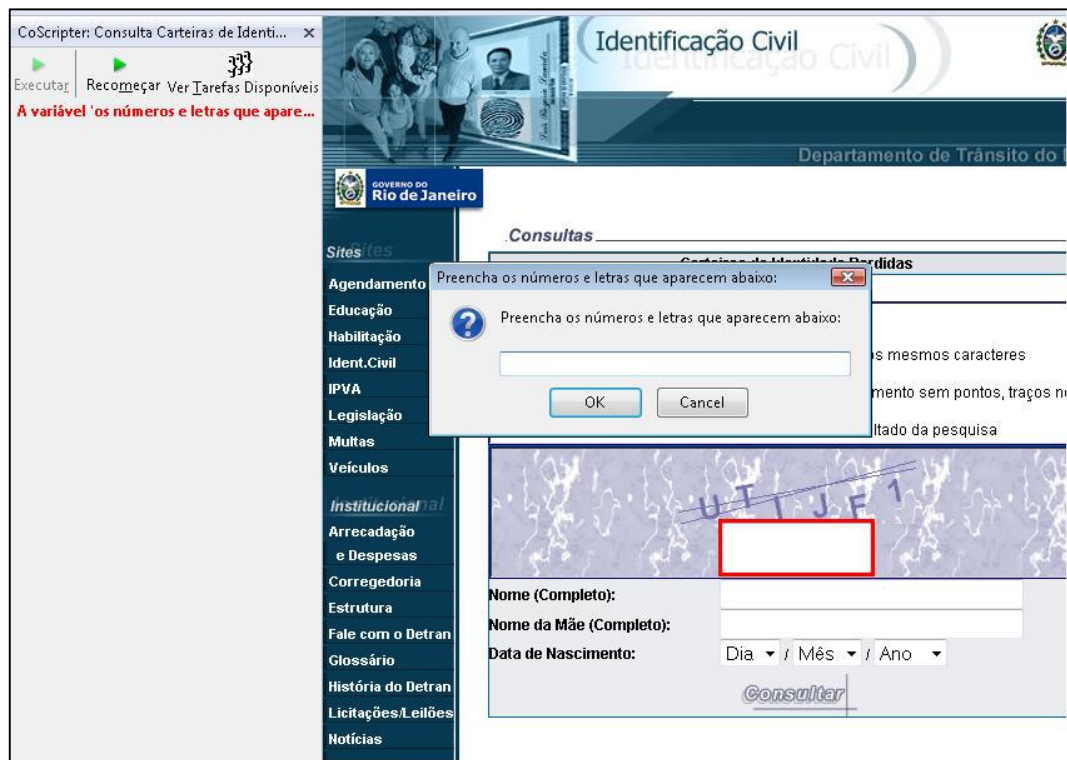 CoScripter: Consulta Carteiras de Identi...
Executar
Recomeçar
Ver Tarefas Disponíveis
A variável 'os números e letras que apare...
Identificação Civil
Departamento de Trânsito do
GOVERNO DO
Rio de Janeiro
Consultas
Sites
Agendamento
Educação
Habilitação
Ident.Civil
IPVA
Legislação
Multas
Veículos
Institucional
Arrecadação
e Despesas
Corregedoria
Estrutura
Fale com o Detran
Glossário
História do Detran
Licitações/Leilões
Notícias
Preencha os números e letras que aparecem abaixo:
Preencha os números e letras que aparecem abaixo:
OK
Cancel
s mesmos caracteres
mento sem pontos, traços
ltado da pesquisa
Nome (Completo):
Nome da Mãe (Completo):
Data de Nascimento:
Dia / Mês / Ano
Consultar